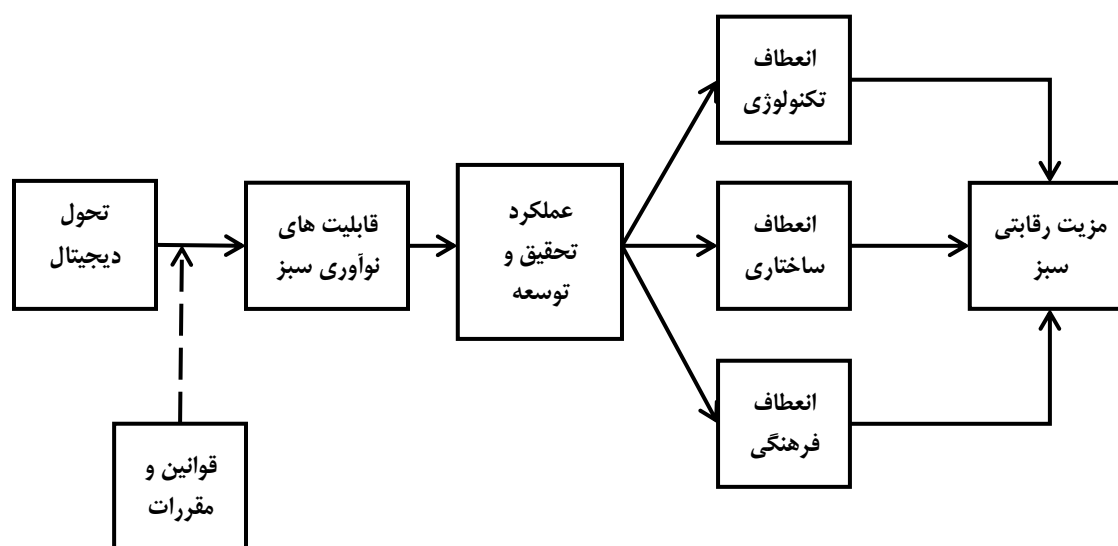 انعطاف
تکنولوژی
تحول
دیجیتال
قابلیت های
نوآوری سبز
عملکرد
تحقیق و
توسعه
انعطاف
ساختاری
مزیت رقابتی
سبز
انعطاف
فرهنگی
قوانین و
مقررات